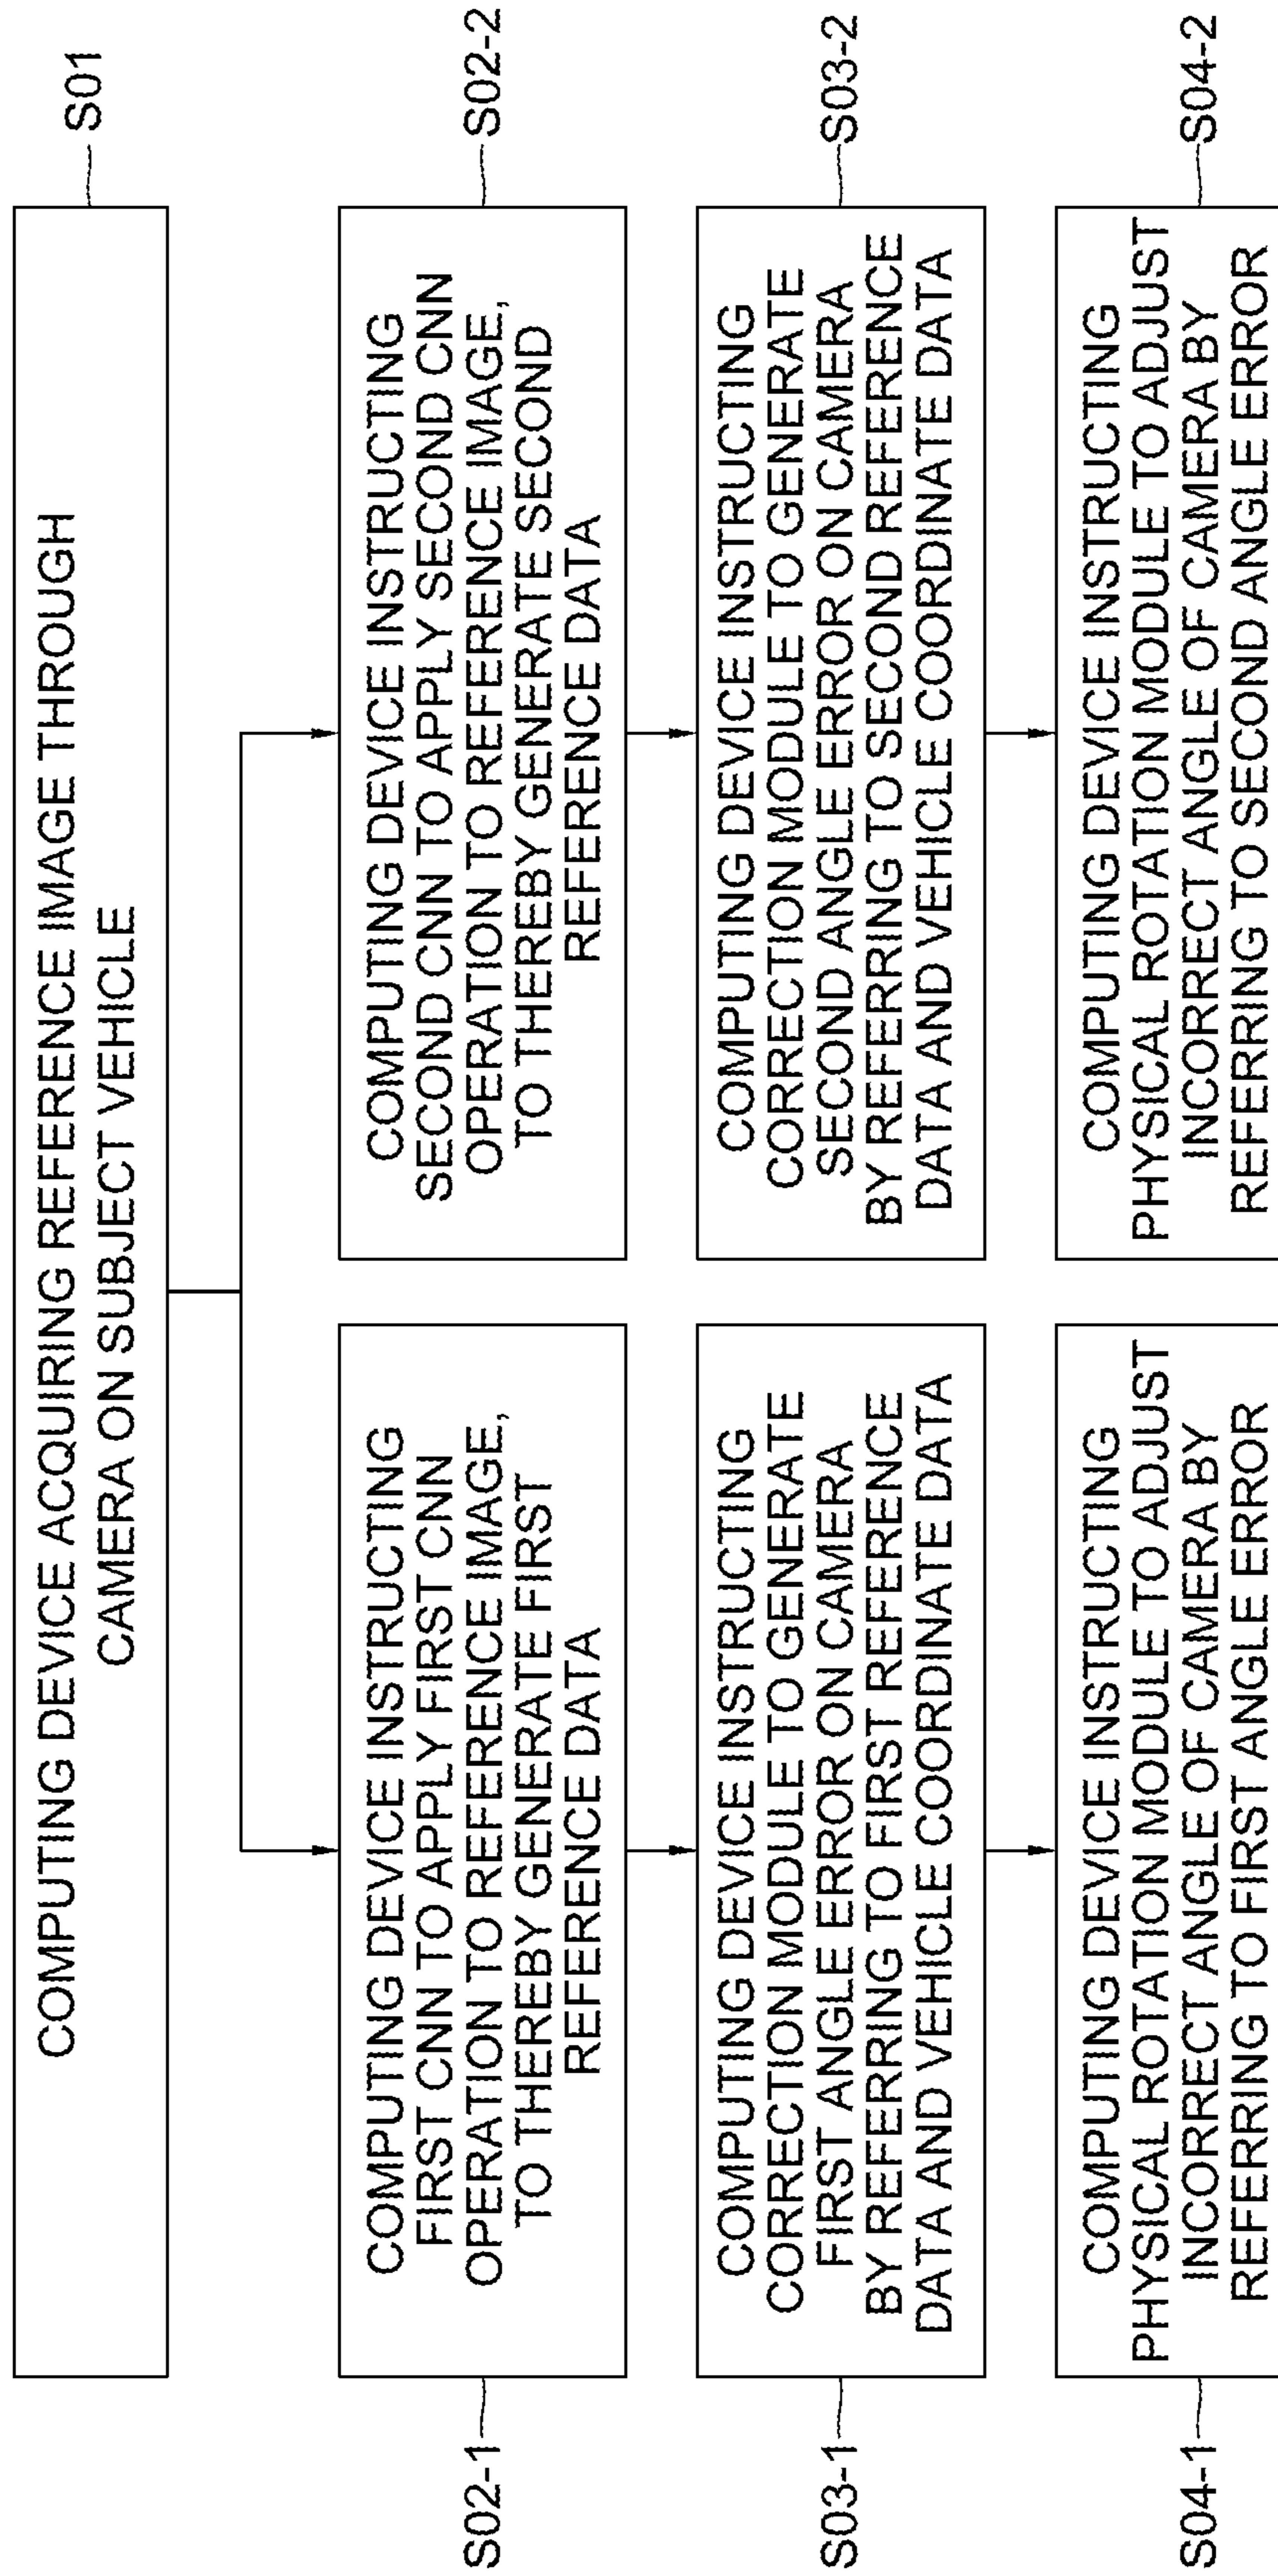 COMPUTING DEVICE ACQUIRING REFERENCE IMAGE THROUGH
CAMERA ON SUBJECT VEHICLE
S01
COMPUTING DEVICE INSTRUCTING
FIRST CNN TO APPLY FIRST CNN
OPERATION TO REFERENCE IMAGE,
TO THEREBY GENERATE FIRST
REFERENCE DATA
S02-1
COMPUTING DEVICE INSTRUCTING
SECOND CNN TO APPLY SECOND CNN
OPERATION TO REFERENCE IMAGE,
TO THEREBY GENERATE SECOND
REFERENCE DATA
S02-2
COMPUTING DEVICE INSTRUCTING
CORRECTION MODULE TO GENERATE
FIRST ANGLE ERROR ON CAMERA
BY REFERRING TO FIRST REFERENCE
DATA AND VEHICLE COORDINATE DATA
S03-1
COMPUTING DEVICE INSTRUCTING
CORRECTION MODULE TO GENERATE
SECOND ANGLE ERROR ON CAMERA
BY REFERRING TO SECOND REFERENCE
DATA AND VEHICLE COORDINATE DATA
S03-2
COMPUTING DEVICE INSTRUCTING
PHYSICAL ROTATION MODULE TO ADJUST
INCORRECT ANGLE OF CAMERA BY
REFERRING TO FIRST ANGLE ERROR
S04-1
COMPUTING DEVICE INSTRUCTING
PHYSICAL ROTATION MODULE TO ADJUST
INCORRECT ANGLE OF CAMERA BY
REFERRING TO SECOND ANGLE ERROR
S04-2